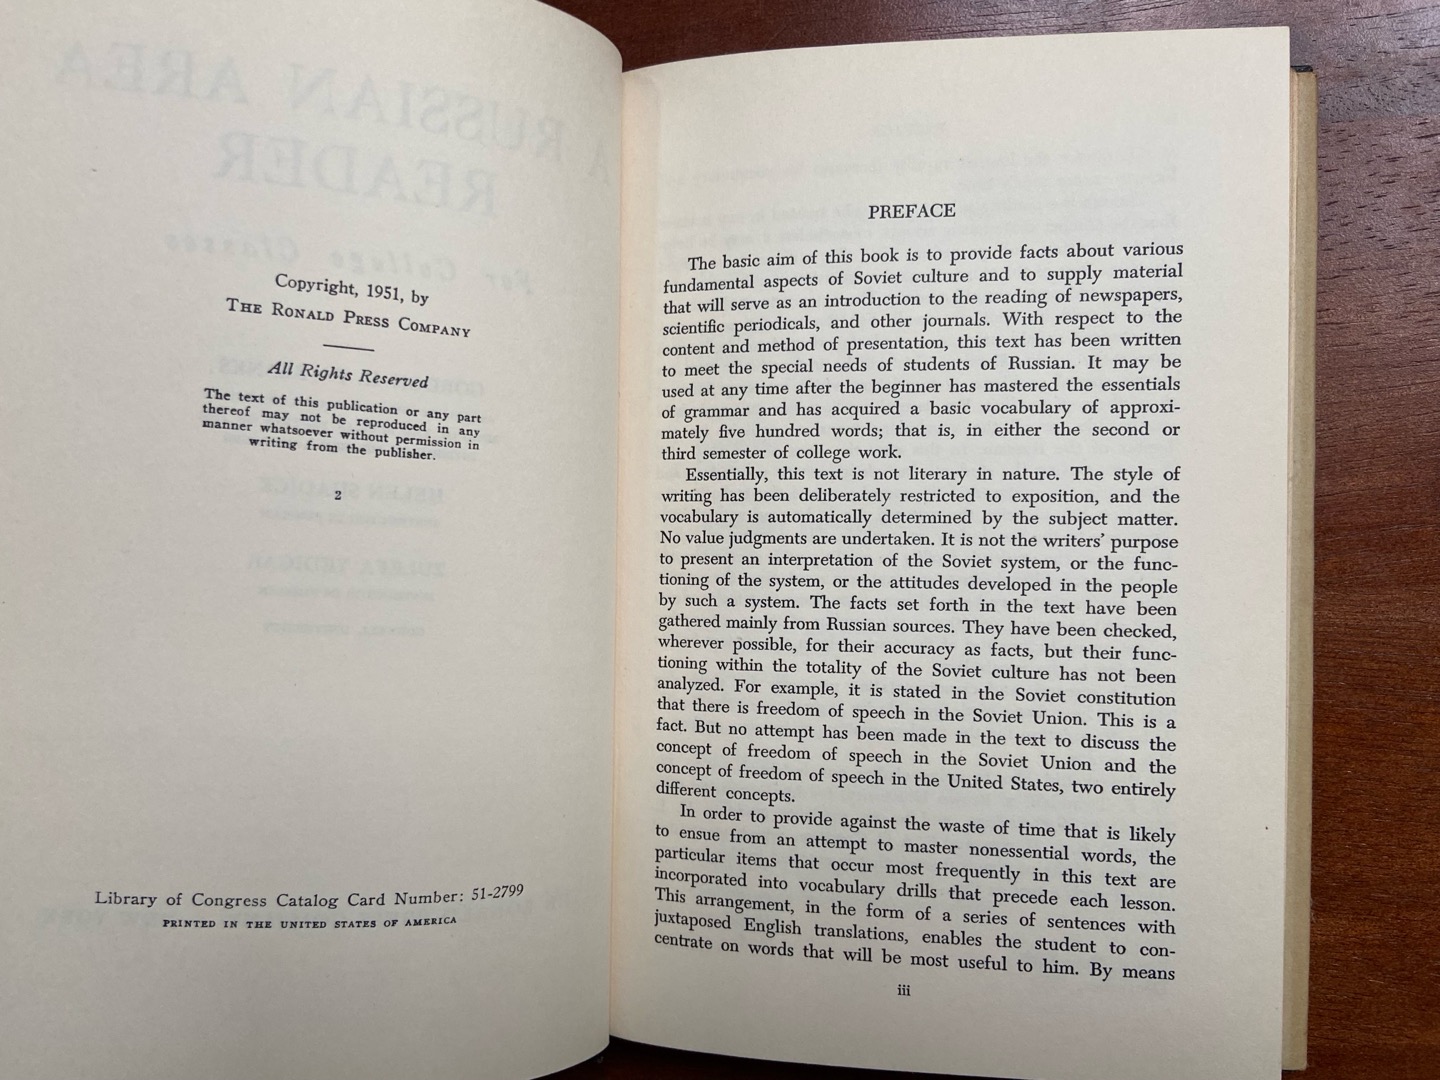 Copyright, 1951, by
THE RONALD PRESS COMPANY
All Rights Reserved
The text of this publication or any part
thereof may not be reproduced in any
manner whatsoever without permission in
writing from the publisher.
2
Library of Congress Catalog Card Number: 51-2799
PRINTED IN THE UNITED STATES OF AMERICA
PREFACE
The basic aim of this book is to provide facts about various
fundamental aspects of Soviet culture and to supply material
that will serve as an introduction to the reading of newspapers,
scientific periodicals, and other journals. With respect to the
content and method of presentation, this text has been written
to meet the special needs of students of Russian. It may be
used at any time after the beginner has mastered the essentials
of grammar and has acquired a basic vocabulary of approxi-
mately five hundred words; that is, in either the second or
third semester of college work.
Essentially, this text is not literary in nature. The style of
writing has been deliberately restricted to exposition, and the
vocabulary is automatically determined by the subject matter.
No value judgments are undertaken. It is not the writers' purpose
to present an interpretation of the Soviet system, or the func-
tioning of the system, or the attitudes developed in the people
by such a system. The facts set forth in the text have been
gathered mainly from Russian sources. They have been checked,
wherever possible, for their accuracy as facts, but their func-
tioning within the totality of the Soviet culture has not been
analyzed. For example, it is stated in the Soviet constitution
that there is freedom of speech in the Soviet Union. This is a
fact. But no attempt has been made in the text to discuss the
concept of freedom of speech in the Soviet Union and the
concept of freedom of speech in the United States, two entirely
different concepts.
In order to provide against the waste of time that is likely
to ensue from an attempt to master nonessential words, the
particular items that occur most frequently in this text are
incorporated into vocabulary drills that precede each lesson.
This arrangement, in the form of a series of sentences with
juxtaposed English translations, enables the student to con-
centrate on words that will be most useful to him. By means
iii
A RUSSIAN AREA
READER
For College Classes